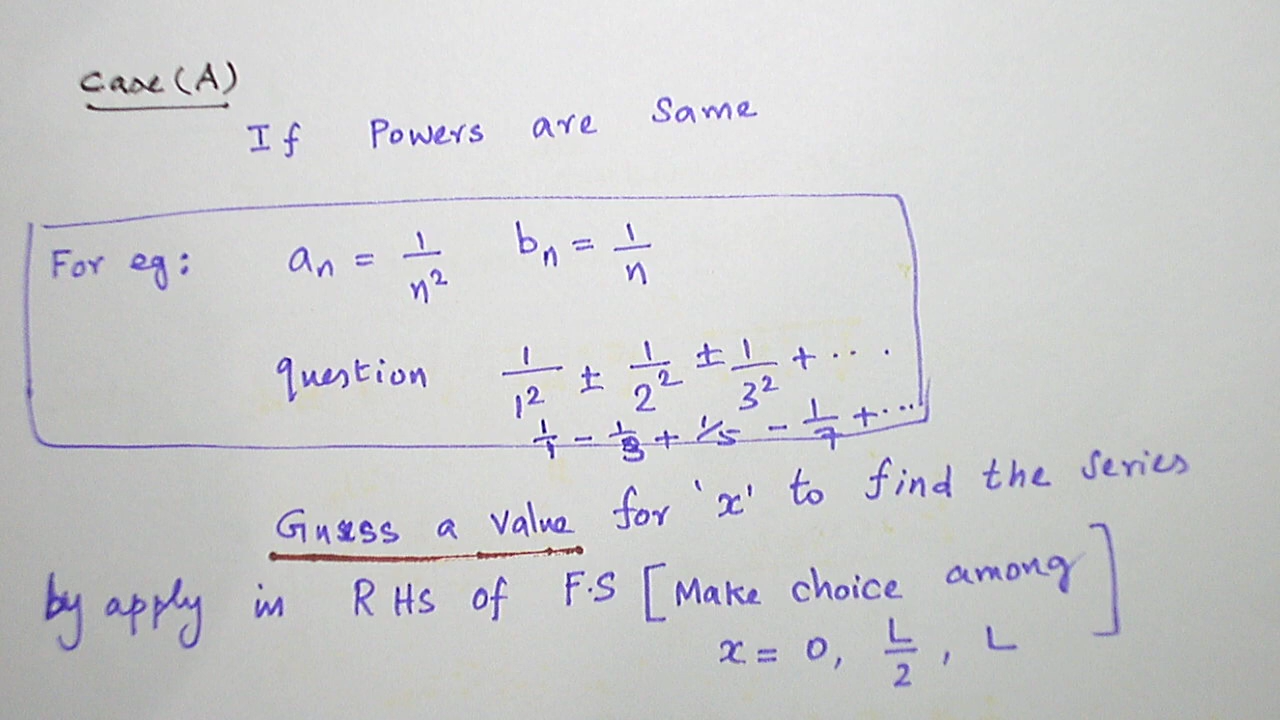 Case (A)
If Powers are Same
For eg: aₙ = 1/n² bₙ = 1/n
question 1/1² ± 1/2² ± 1/3² + ...
1/1 - 1/3 + 1/5 - 1/7 + ...
Guess a value for 'x' to find the series
by apply in RHS of F.S [Make choice among
x = 0, L/2, L]